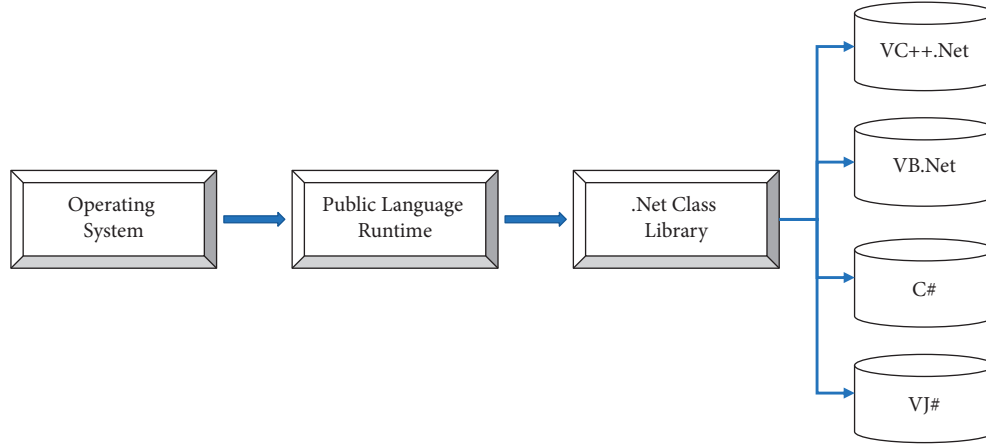 Operating
System
Public Language
Runtime
.Net Class
Library
VC++.Net
VB.Net
C#
VJ#